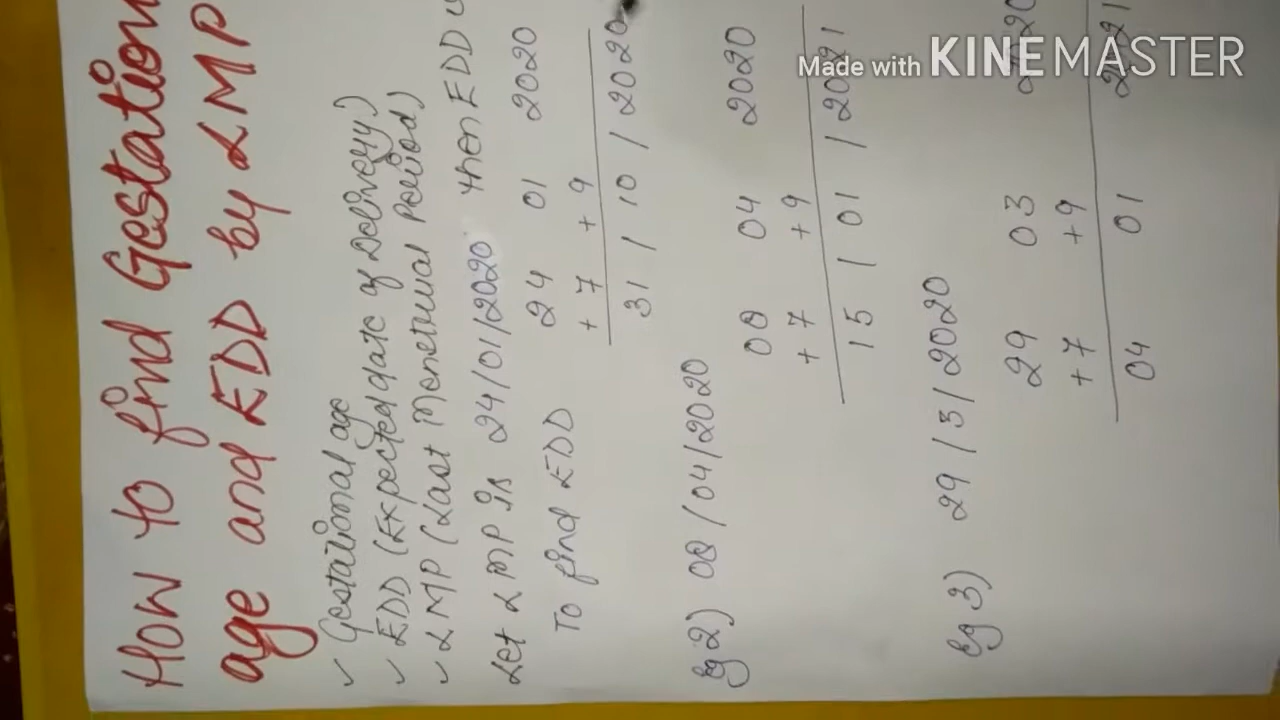 How to find Gestation
age and EDD by LMP
✓ Gestational age
✓ EDD (Expected date of Delivery)
✓ LMP (Last Menstrual Period)
Let LMP is 24/01/2020 then EDD
To find EDD
24 01 2020
+ 7 + 9
31 / 10 / 2020
Eg 2) 08/04/2020
08 04 2020
+ 7 + 9
15 / 01 / 2021
Eg 3) 29/3/2020
29 03
+7 +9
04 01
Made with KINEMASTER